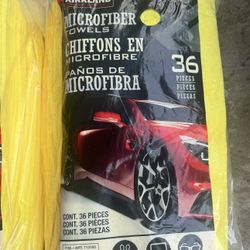 KIRKLAND
MICROFIBER
TOWELS
CHIFFONS EN
MICROFIBRE
PAÑOS DE
MICROFIBRA
36
PIECES
PIÈCES
PIEZAS
CONT. 36 PIECES
CONT. 36 PIÈCES
CONT. 36 PIEZAS